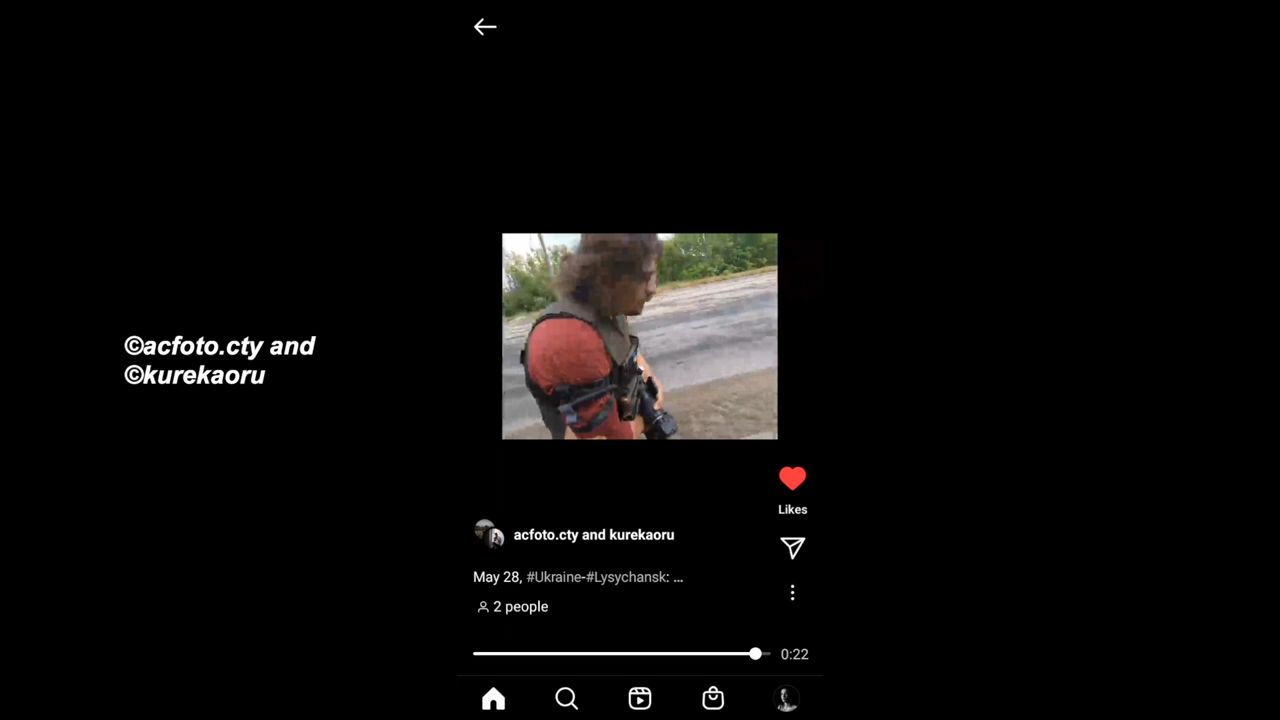 ©acfoto.cty and
©kurekaoru
Likes
acfoto.cty and kurekaoru
May 28, #Ukraine-#Lysychansk: ...
2 people
0:22